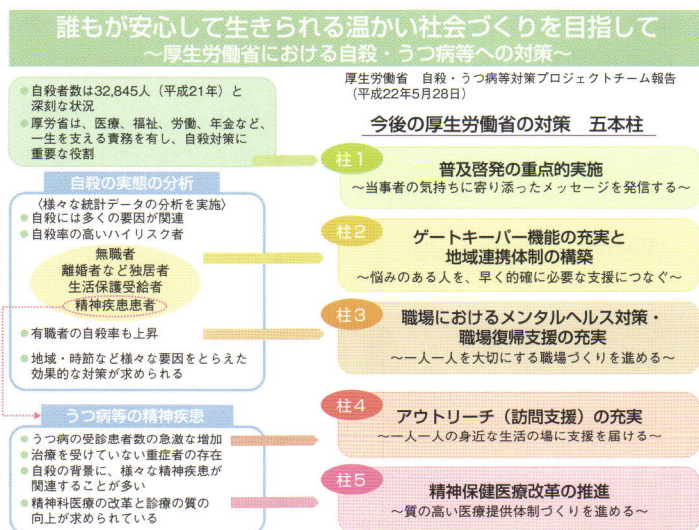 誰もが安心して生きられる温かい社会づくりを目指して
～厚生労働省における自殺・うつ病等への対策～
●自殺者数は32,845人（平成21年）と
深刻な状況
●厚労省は、医療、福祉、労働、年金など、
一生を支える責務を有し、自殺対策に
重要な役割
厚生労働省　自殺・うつ病等対策プロジェクトチーム報告
（平成22年5月28日）
今後の厚生労働省の対策　五本柱
自殺の実態の分析
〈様々な統計データの分析を実施〉
●自殺には多くの要因が関連
●自殺率の高いハイリスク者
無職者
離婚者など独居者
生活保護受給者
精神疾患患者
●有職者の自殺率も上昇
●地域・時節など様々な要因をとらえた
効果的な対策が求められる
うつ病等の精神疾患
●うつ病の受診患者数の急激な増加
●治療を受けていない重症者の存在
●自殺の背景に、様々な精神疾患が
関連することが多い
●精神科医療の改革と診療の質の
向上が求められている
柱1
普及啓発の重点的実施
～当事者の気持ちに寄り添ったメッセージを発信する～
柱2
ゲートキーパー機能の充実と
地域連携体制の構築
～悩みのある人を、早く的確に必要な支援につなぐ～
柱3
職場におけるメンタルヘルス対策・
職場復帰支援の充実
～一人一人を大切にする職場づくりを進める～
柱4
アウトリーチ（訪問支援）の充実
～一人一人の身近な生活の場に支援を届ける～
柱5
精神保健医療改革の推進
～質の高い医療提供体制づくりを進める～